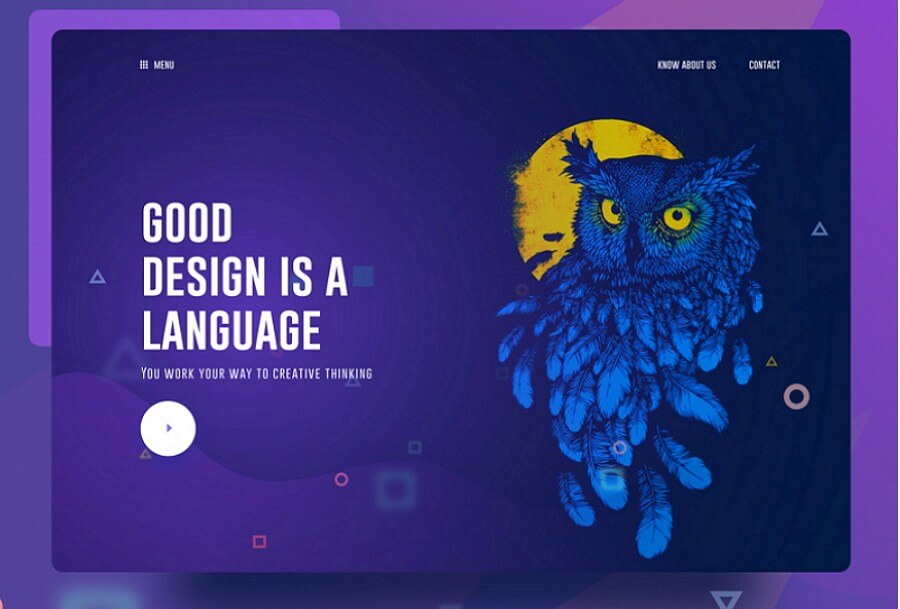 MENU
KNOW ABOUT US
CONTACT
GOOD
DESIGN IS A
LANGUAGE
YOU WORK YOUR WAY TO CREATIVE THINKING